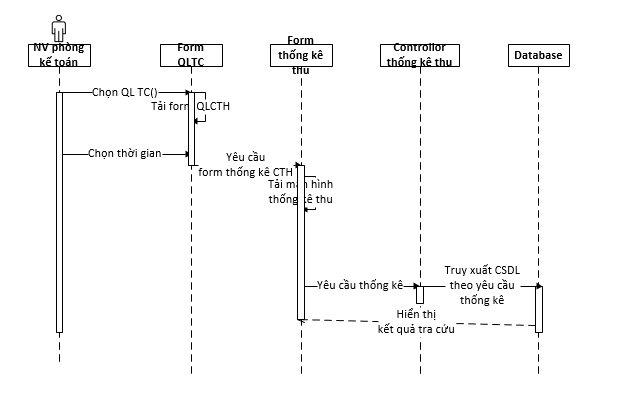 NV phòng
kế toán
Form
QLTC
Form
thống kê
thu
Controllor
thống kê thu
Database
Chọn QL TC()
Tải form QLCTH
Chọn thời gian
Yêu cầu
form thống kê CTH
Tải màn hình
thống kê thu
Yêu cầu thống kê
Truy xuất CSDL
theo yêu cầu
thống kê
Hiển thị
kết quả tra cứu